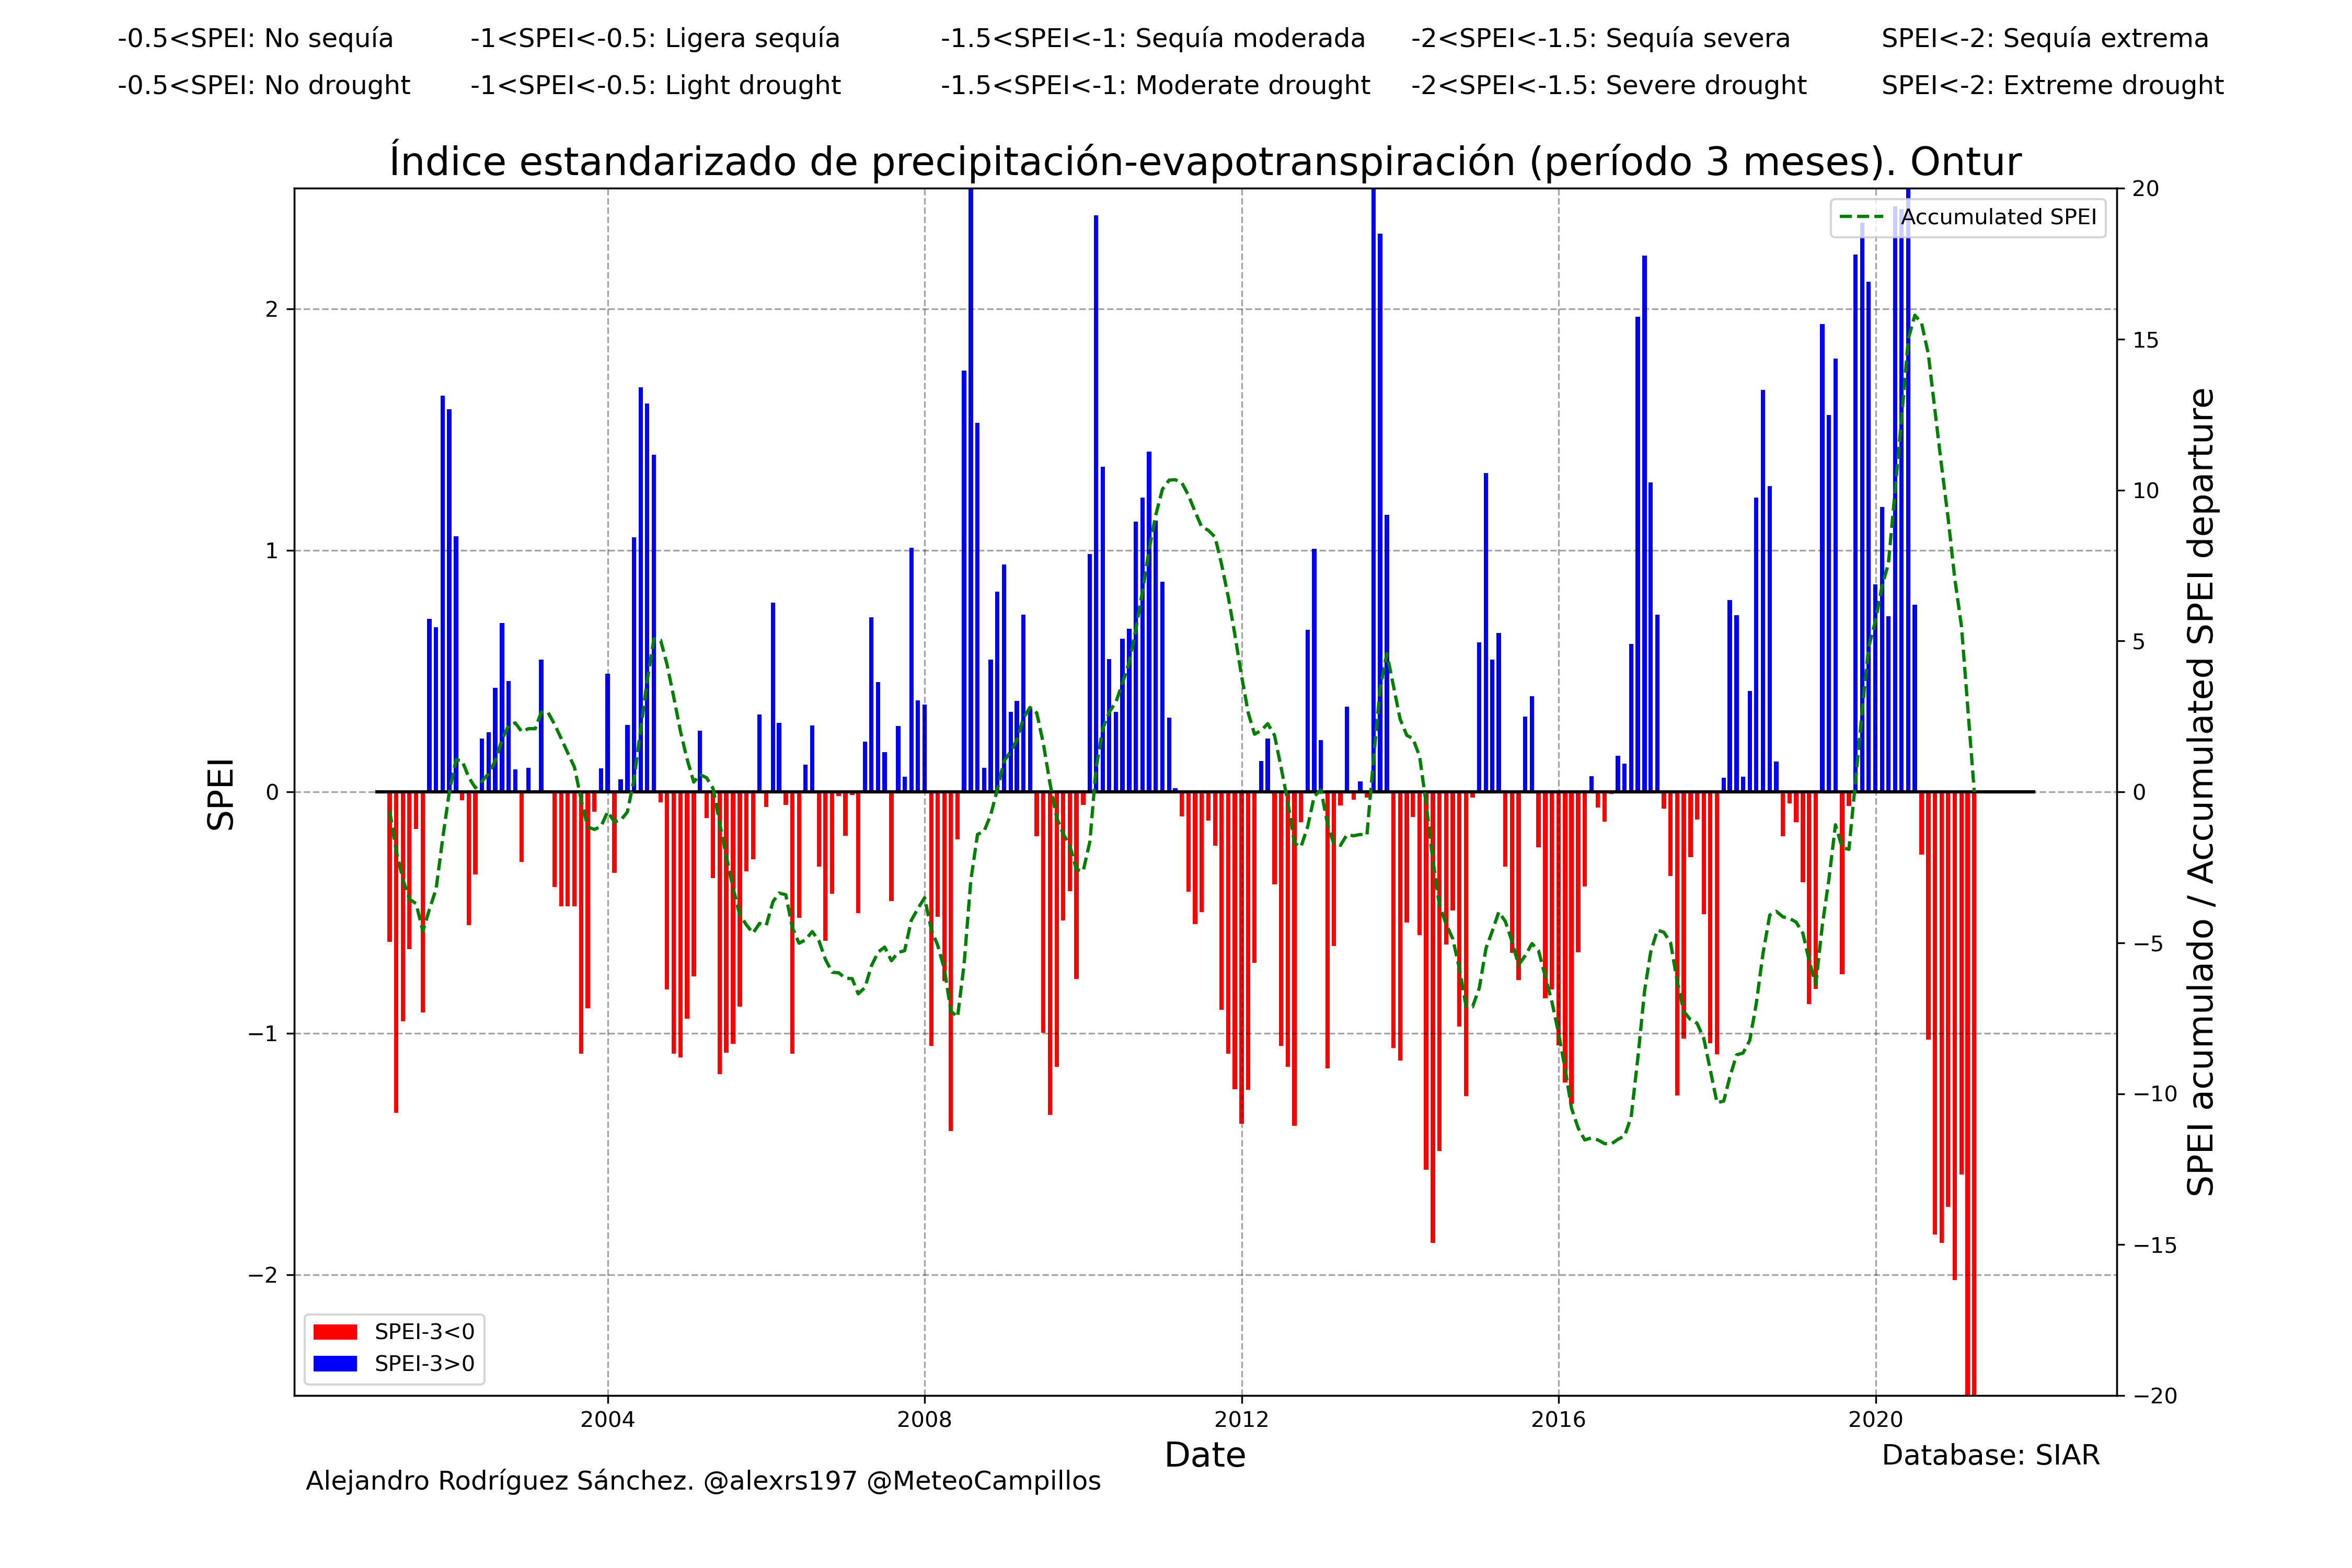 -0.5<SPEI: No sequía -1<SPEI<-0.5: Ligera sequía -1.5<SPEI<-1: Sequía moderada -2<SPEI<-1.5: Sequía severa SPEI<-2: Sequía extrema
-0.5<SPEI: No drought -1<SPEI<-0.5: Light drought -1.5<SPEI<-1: Moderate drought -2<SPEI<-1.5: Severe drought SPEI<-2: Extreme drought
Índice estandarizado de precipitación-evapotranspiración (período 3 meses). Ontur
Accumulated SPEI
SPEI
2
1
0
−1
−2
20
15
10
5
0
−5
−10
−15
−20
SPEI acumulado / Accumulated SPEI departure
SPEI-3<0
SPEI-3>0
2004 2008 2012 2016 2020
Date
Database: SIAR
Alejandro Rodríguez Sánchez. @alexrs197 @MeteoCampillos